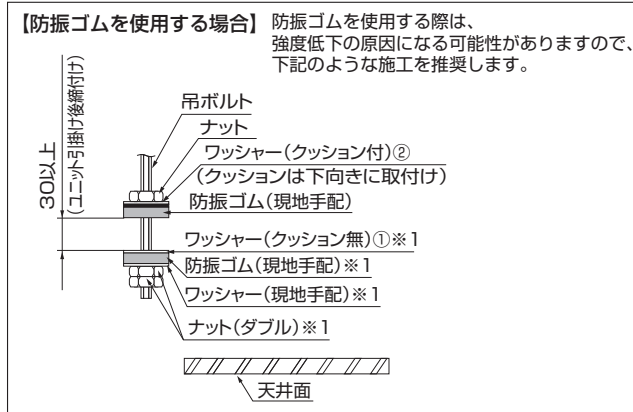 【防振ゴムを使用する場合】
防振ゴムを使用する際は、
強度低下の原因になる可能性がありますので、
下記のような施工を推奨します。
30以上
(ユニット引掛け後締付け)
吊ボルト
ナット
ワッシャー(クッション付)②
(クッションは下向きに取付け)
防振ゴム(現地手配)
ワッシャー(クッション無)①※1
防振ゴム(現地手配)※1
ワッシャー(現地手配)※1
ナット(ダブル)※1
天井面